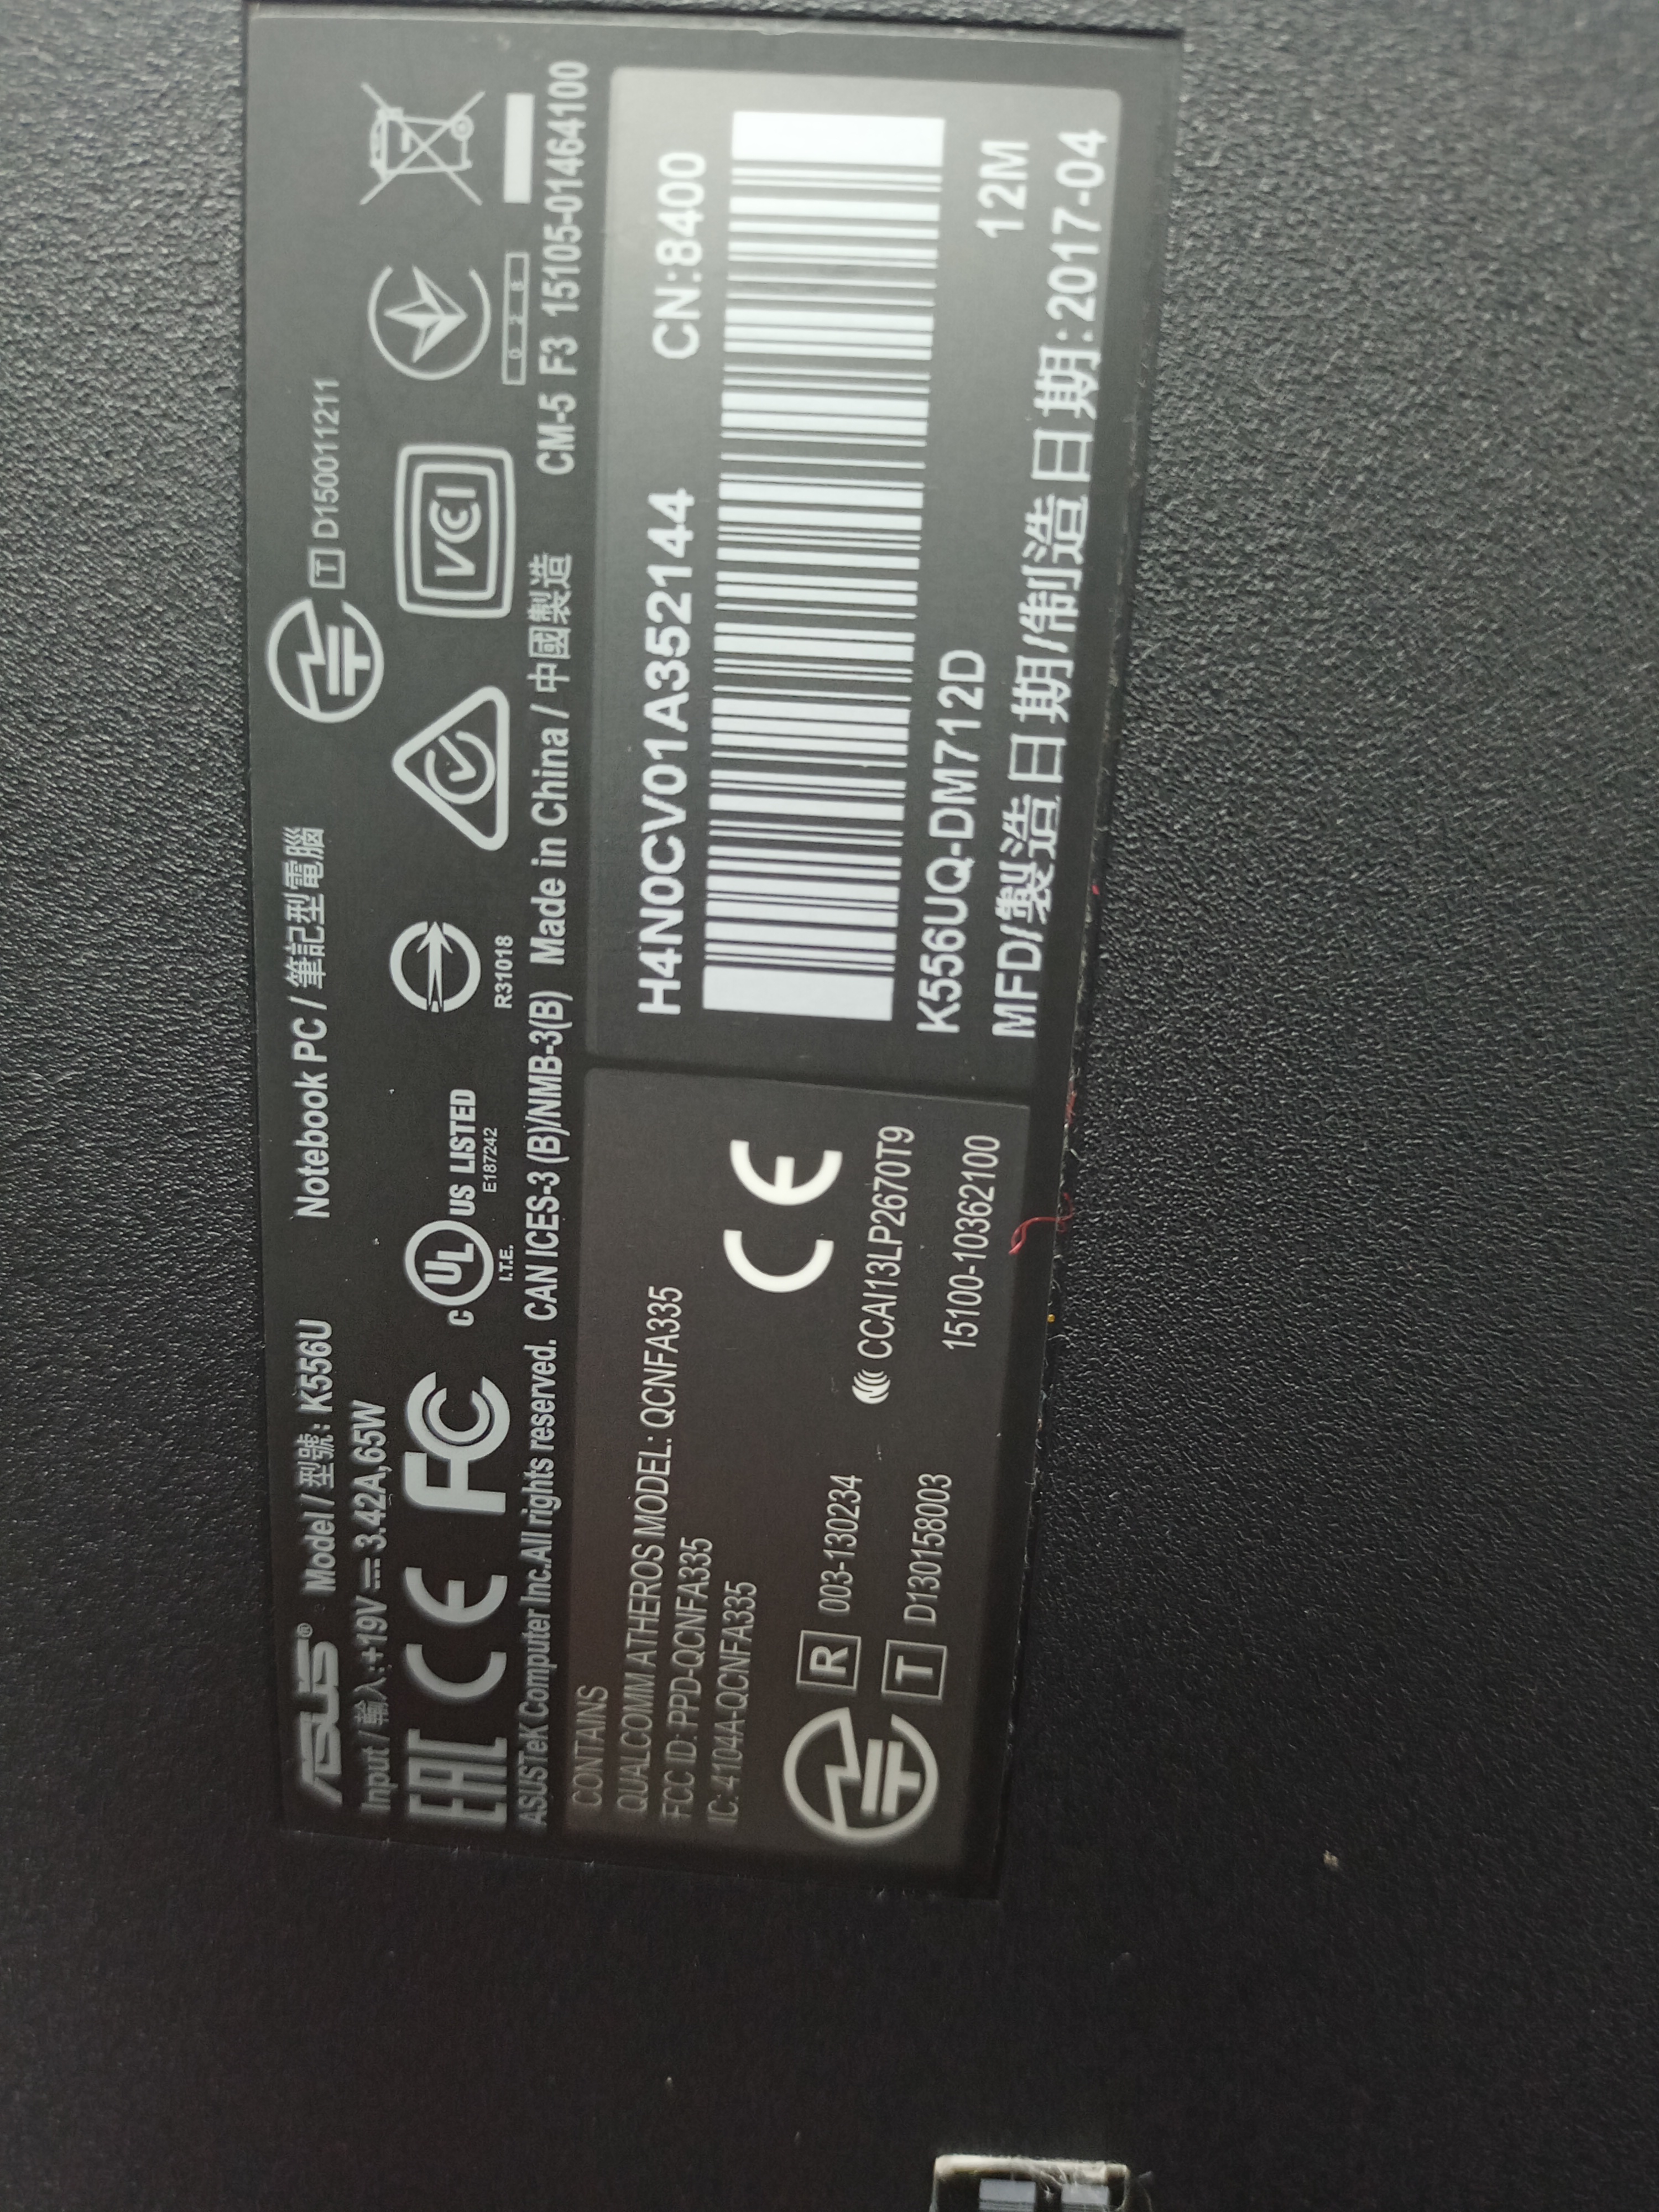 ASUS® Model / 型號 : K556U Notebook PC / 筆記型電腦 T D150011211
Input / 輸入 :+19V ⎓ 3.42A,65W
EAC CE FC C UL US LISTED I.T.E. E187242 R31018 VCI
ASUSTeK Computer Inc.All rights reserved. CAN ICES-3 (B)/NMB-3(B) Made in China / 中國製造 CM-5 F3 15105-01464100
CONTAINS
QUALCOMM ATHEROS MODEL: QCNFA335
FCC ID: PPD-QCNFA335
IC:4104A-QCNFA335
CE
R 003-130234 CCAI13LP2670T9
T D130158003 15100-10362100
H4N0CV01A352144 CN:8400
K556UQ-DM712D 12M
MFD/製造日期/制造日期:2017-04